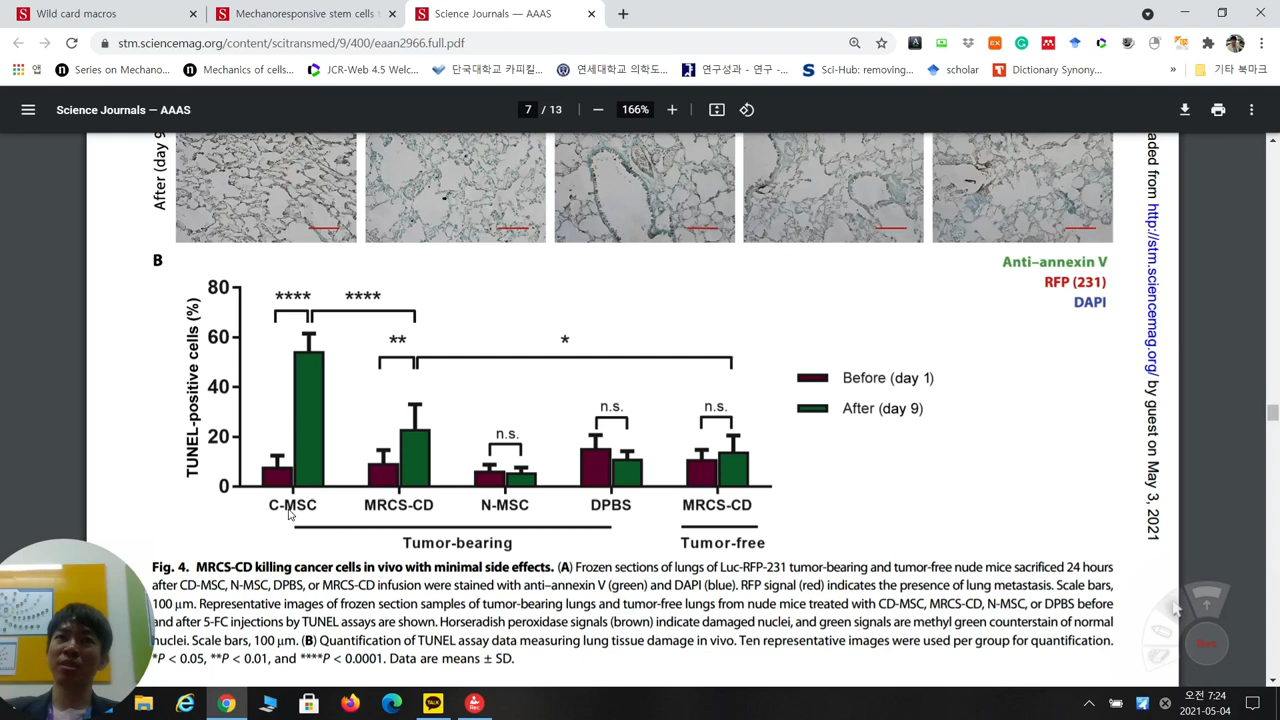 Wild card macros
Mechanoresponsive stem cells t
Science Journals — AAAS
stm.sciencemag.org/content/scitransmed/9/400/eaan2966.full.pdf
앱
Series on Mechano...
Mechanics of cells...
JCR-Web 4.5 Welc...
단국대학교 카피킬...
연세대학교 의학도...
연구성과 - 연구 -...
Sci-Hub: removing...
scholar
Dictionary Synony...
»
기타 북마크
Science Journals — AAAS
7 / 13
166%
After (day 9
aded from http://stm.sciencemag.org/ by guest on May 3, 2021
B
Anti–annexin V
RFP (231)
DAPI
TUNEL-positive cells (%)
80
60
40
20
0
**** ****
** *
n.s. n.s. n.s.
Before (day 1)
After (day 9)
C-MSC MRCS-CD N-MSC DPBS MRCS-CD
Tumor-bearing Tumor-free
Fig. 4. MRCS-CD killing cancer cells in vivo with minimal side effects. (A) Frozen sections of lungs of Luc-RFP-231 tumor-bearing and tumor-free nude mice sacrificed 24 hours
after CD-MSC, N-MSC, DPBS, or MRCS-CD infusion were stained with anti–annexin V (green) and DAPI (blue). RFP signal (red) indicates the presence of lung metastasis. Scale bars,
100 μm. Representative images of frozen section samples of tumor-bearing lungs and tumor-free lungs from nude mice treated with CD-MSC, MRCS-CD, N-MSC, or DPBS before
and after 5-FC injections by TUNEL assays are shown. Horseradish peroxidase signals (brown) indicate damaged nuclei, and green signals are methyl green counterstain of normal
nuclei. Scale bars, 100 μm. (B) Quantification of TUNEL assay data measuring lung tissue damage in vivo. Ten representative images were used per group for quantification.
*P < 0.05, **P < 0.01, and ****P < 0.0001. Data are means ± SD.
Start
TALK
Rec
오전 7:24
2021-05-04